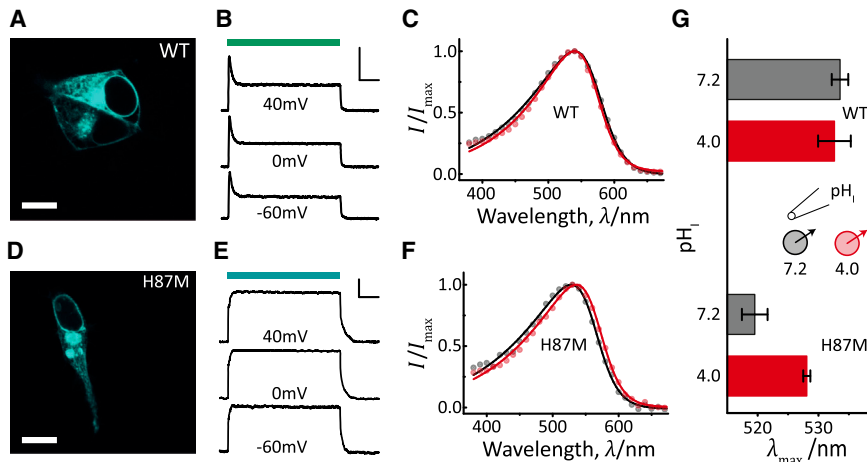 A
WT
B
40mV
0mV
-60mV
C
I/Imax
1.0
0.5
0.0
WT
400
500
600
Wavelength, λ/nm
D
H87M
E
40mV
0mV
-60mV
F
I/Imax
1.0
0.5
0.0
H87M
400
500
600
Wavelength, λ/nm
G
pHI
7.2
4.0
WT
pHI
7.2
4.0
7.2
4.0
H87M
520
530
λmax /nm